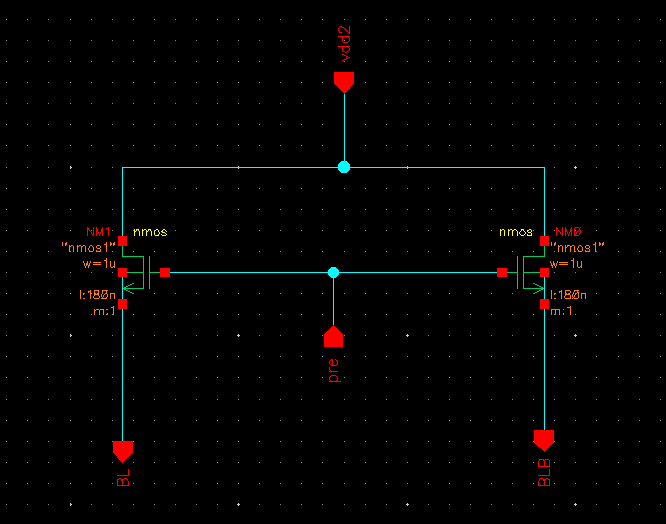 vdd2
NM1 nmos
"nmos1"
w=1u
l:180n
m:1
nmos NM0
"nmos1"
w=1u
l:180n
m:1
pre
BL
BLB